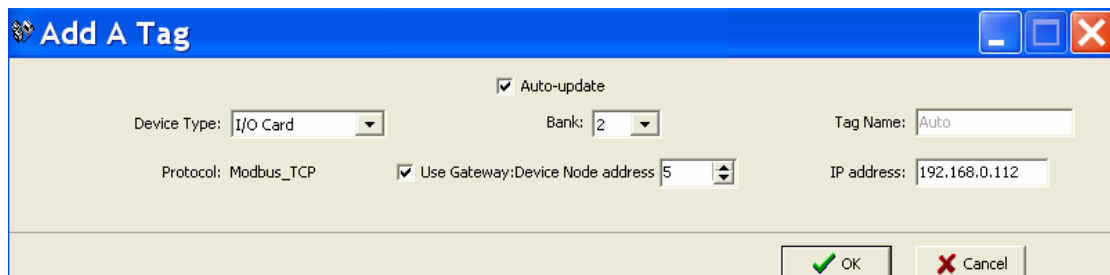 Add A Tag
Auto-update
Device Type: I/O Card Bank: 2 Tag Name: Auto
Protocol: Modbus_TCP Use Gateway:Device Node address 5 IP address: 192.168.0.112
OK Cancel